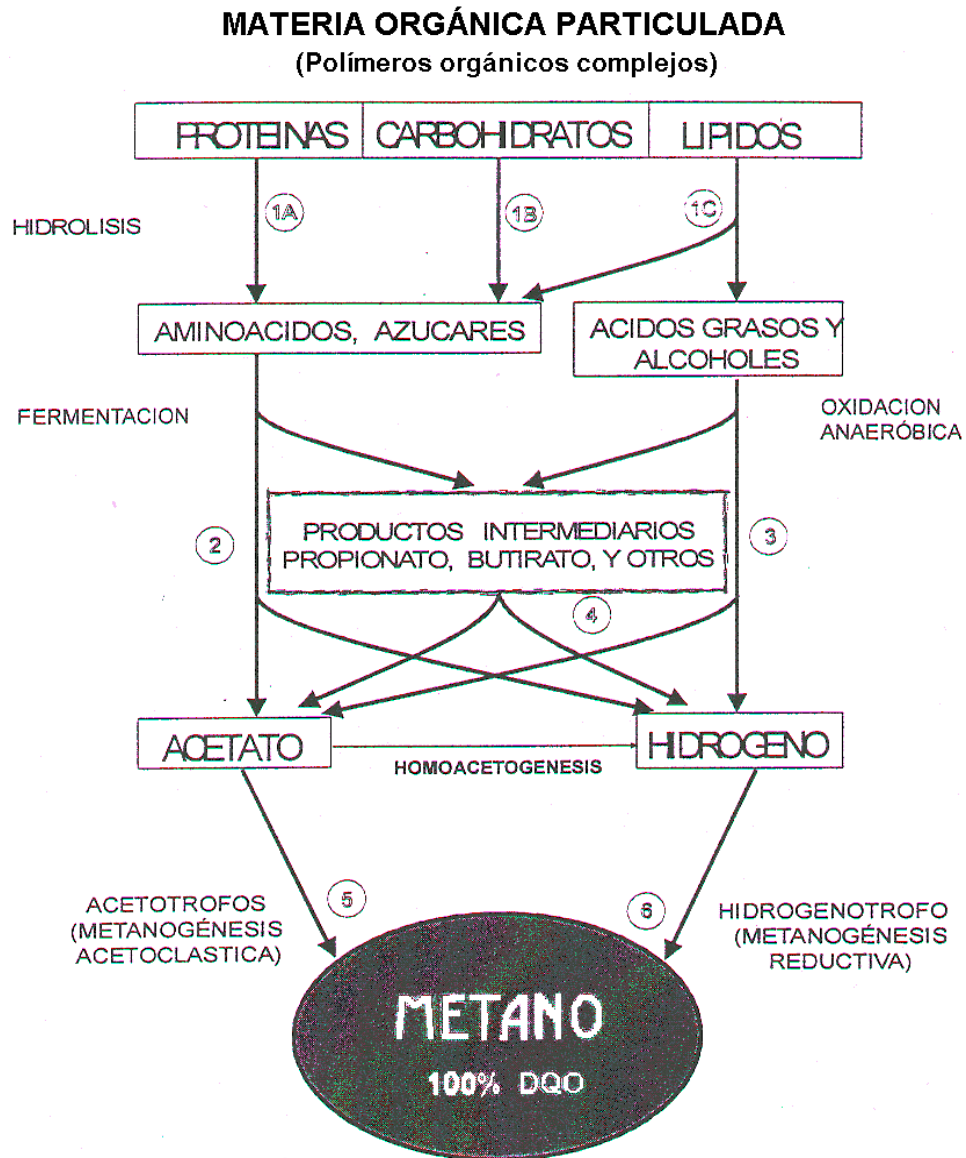 MATERIA ORGÁNICA PARTICULADA
(Polímeros orgánicos complejos)
PROTEINAS CARBOHIDRATOS LIPIDOS
1A
1B
1C
HIDROLISIS
AMINOACIDOS, AZUCARES
ACIDOS GRASOS Y
ALCOHOLES
FERMENTACION
OXIDACION
ANAERÓBICA
PRODUCTOS INTERMEDIARIOS
PROPIONATO, BUTIRATO, Y OTROS
2
3
4
ACETATO
HIDROGENO
HOMOACETOGENESIS
5
6
ACETOTROFOS
(METANOGÉNESIS
ACETOCLASTICA)
HIDROGENOTROFO
(METANOGÉNESIS
REDUCTIVA)
METANO
100% DQO